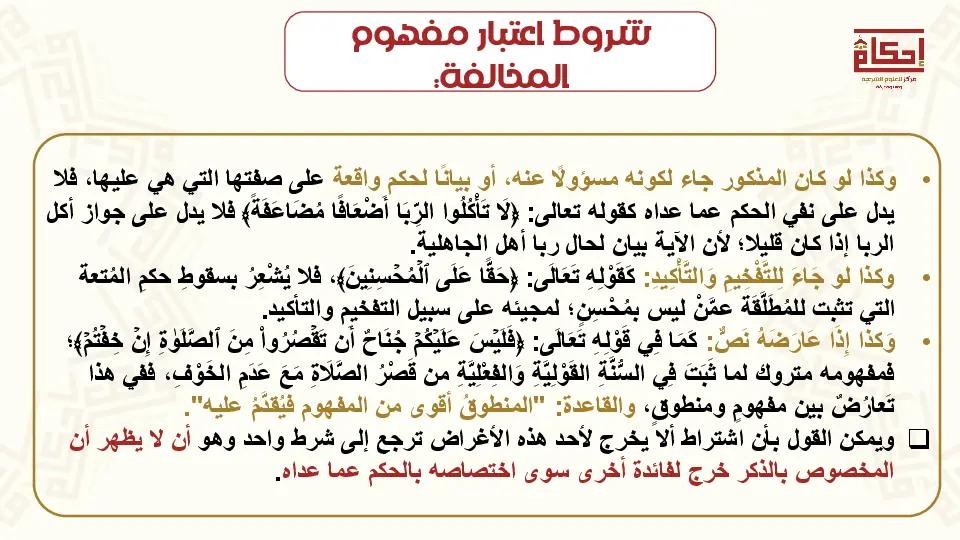 شروط اعتبار مفهوم
المخالفة:
إحكام
مركز للعلوم الشرعية
• وكذا لو كان المذكور جاء لكونه مسؤولًا عنه، أو بيانًا لحكم واقعة على صفتها التي هي عليها، فلا
يدل على نفي الحكم عما عداه كقوله تعالى: ﴿لَا تَأْكُلُوا الرِّبَا أَضْعَافًا مُضَاعَفَةً﴾ فلا يدل على جواز أكل
الربا إذا كان قليلا؛ لأن الآية بيان لحال ربا أهل الجاهلية.
• وكذا لو جَاءَ لِلتَّفْخِيمِ وَالتَّأْكِيدِ: كَقَوْلِهِ تَعَالَى: ﴿حَقًّا عَلَى ٱلۡمُحۡسِنِينَ﴾، فلا يُشْعِرُ بسقوطِ حكمِ المُتعة
التي تثبت للمُطَلَّقَة عمَّنْ ليس بمُحْسِنٍ؛ لمجيئه على سبيل التفخيم والتأكيد.
• وَكذا إِذَا عَارَضَهُ نَصٌّ: كَمَا فِي قَوْلِهِ تَعَالَى: ﴿فَلَيۡسَ عَلَيۡكُمۡ جُنَاحٌ أَن تَقۡصُرُواْ مِنَ ٱلصَّلَوٰةِ إِنۡ خِفۡتُمۡ﴾؛
فمفهومه متروك لما ثَبَتَ فِي السُّنَّةِ القَوْلِيَّةِ وَالفِعْلِيَّةِ من قَصْرُ الصَّلَاةِ مَعَ عَدَمِ الخَوْفِ، ففي هذا
تَعارُضٌ بين مفهومٍ ومنطوقٍ، والقاعدة: "المنطوقُ أقوى من المفهوم فَيُقدَّمُ عليه".
❑ ويمكن القول بأن اشتراط ألا يخرج لأحد هذه الأغراض ترجع إلى شرط واحد وهو أن لا يظهر أن
المخصوص بالذكر خرج لفائدة أخرى سوى اختصاصه بالحكم عما عداه.